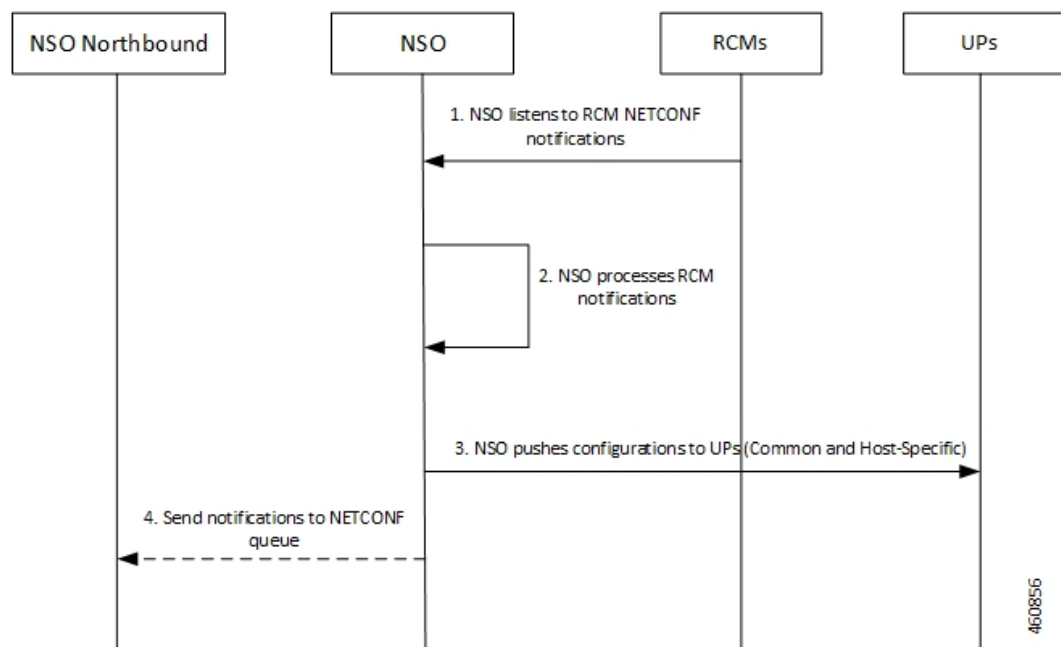 NSO Northbound
NSO
RCMs
UPs
1. NSO listens to RCM NETCONF
notifications
2. NSO processes RCM
notifications
3. NSO pushes configurations to UPs (Common and Host-Specific)
4. Send notifications to NETCONF
queue
460856